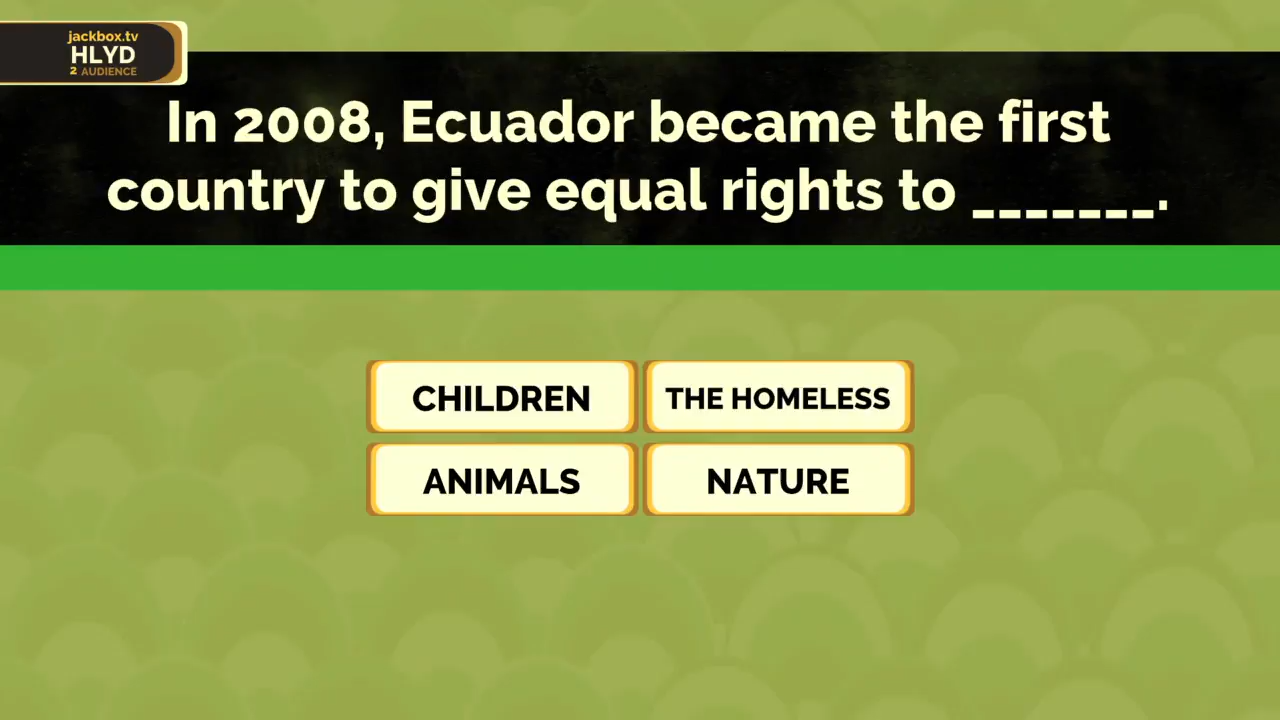 jackbox.tv
HLYD
2 AUDIENCE
In 2008, Ecuador became the first
country to give equal rights to _______.
CHILDREN
THE HOMELESS
ANIMALS
NATURE